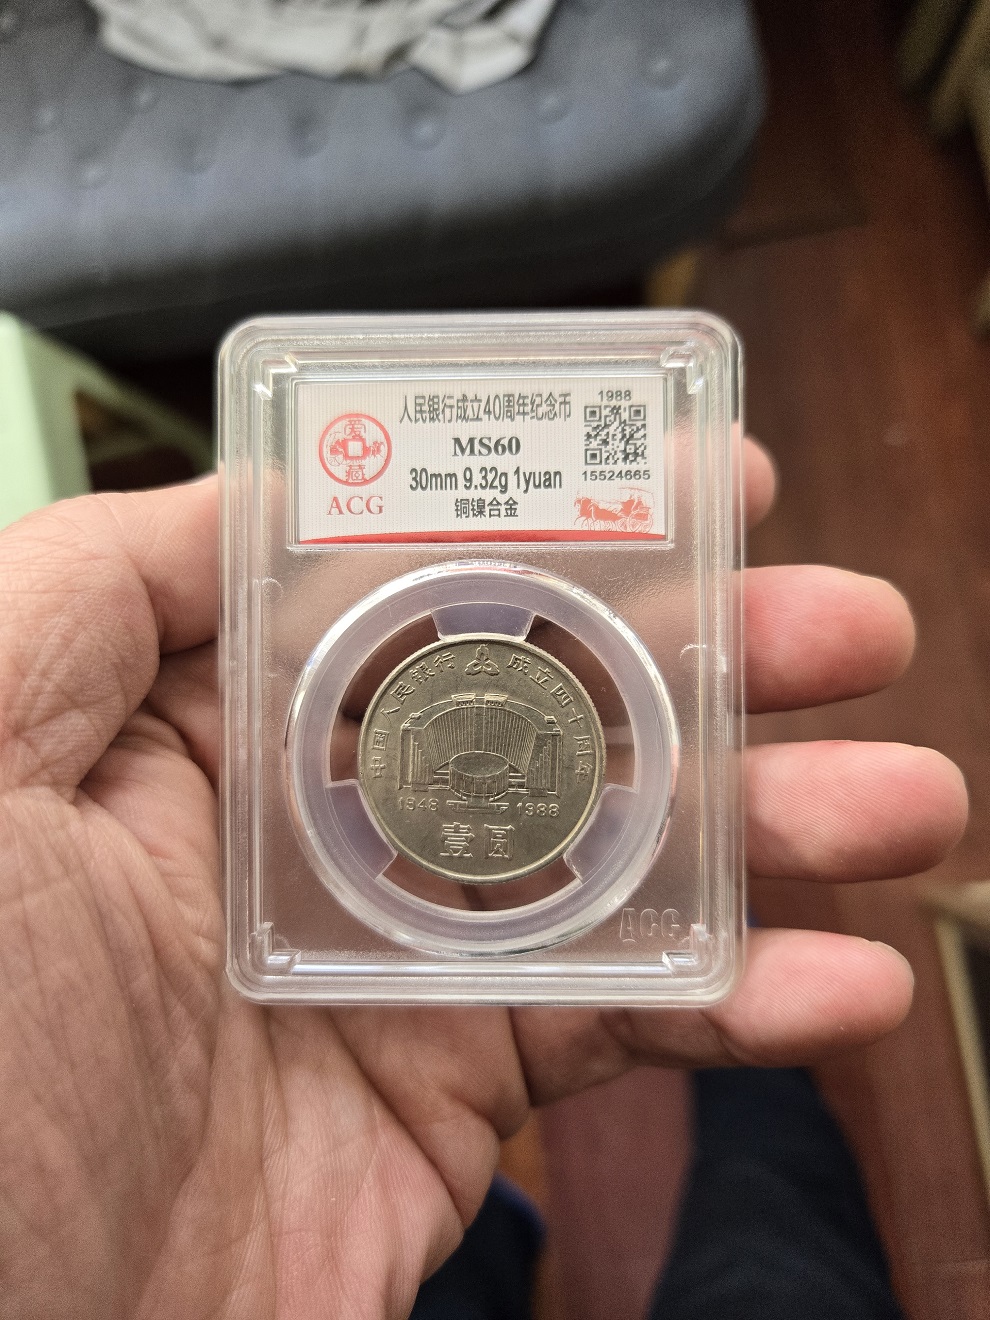 1988
人民银行成立40周年纪念币
爱
藏
MS60
ACG
30mm 9.32g 1yuan
15524665
铜镍合金
中国人民银行 成立四十周年
1948 1988
壹圆
ACG